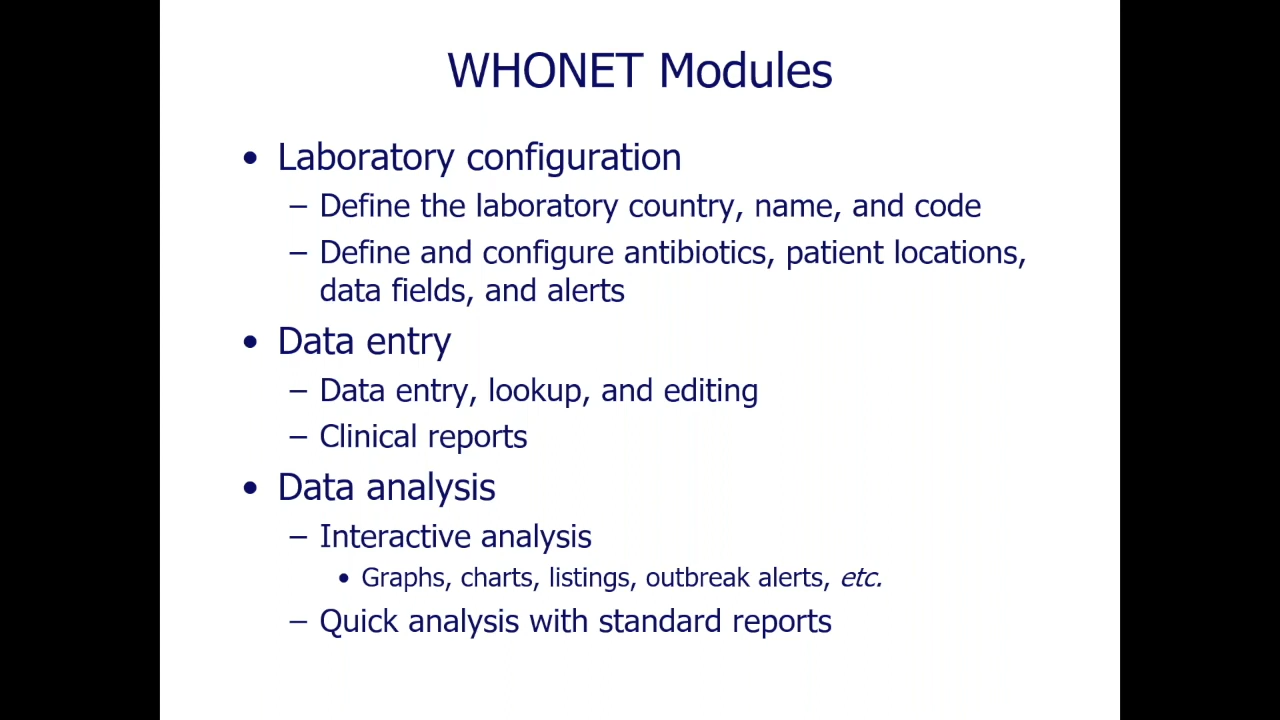 WHONET Modules
• Laboratory configuration
– Define the laboratory country, name, and code
– Define and configure antibiotics, patient locations,
data fields, and alerts
• Data entry
– Data entry, lookup, and editing
– Clinical reports
• Data analysis
– Interactive analysis
• Graphs, charts, listings, outbreak alerts, etc.
– Quick analysis with standard reports